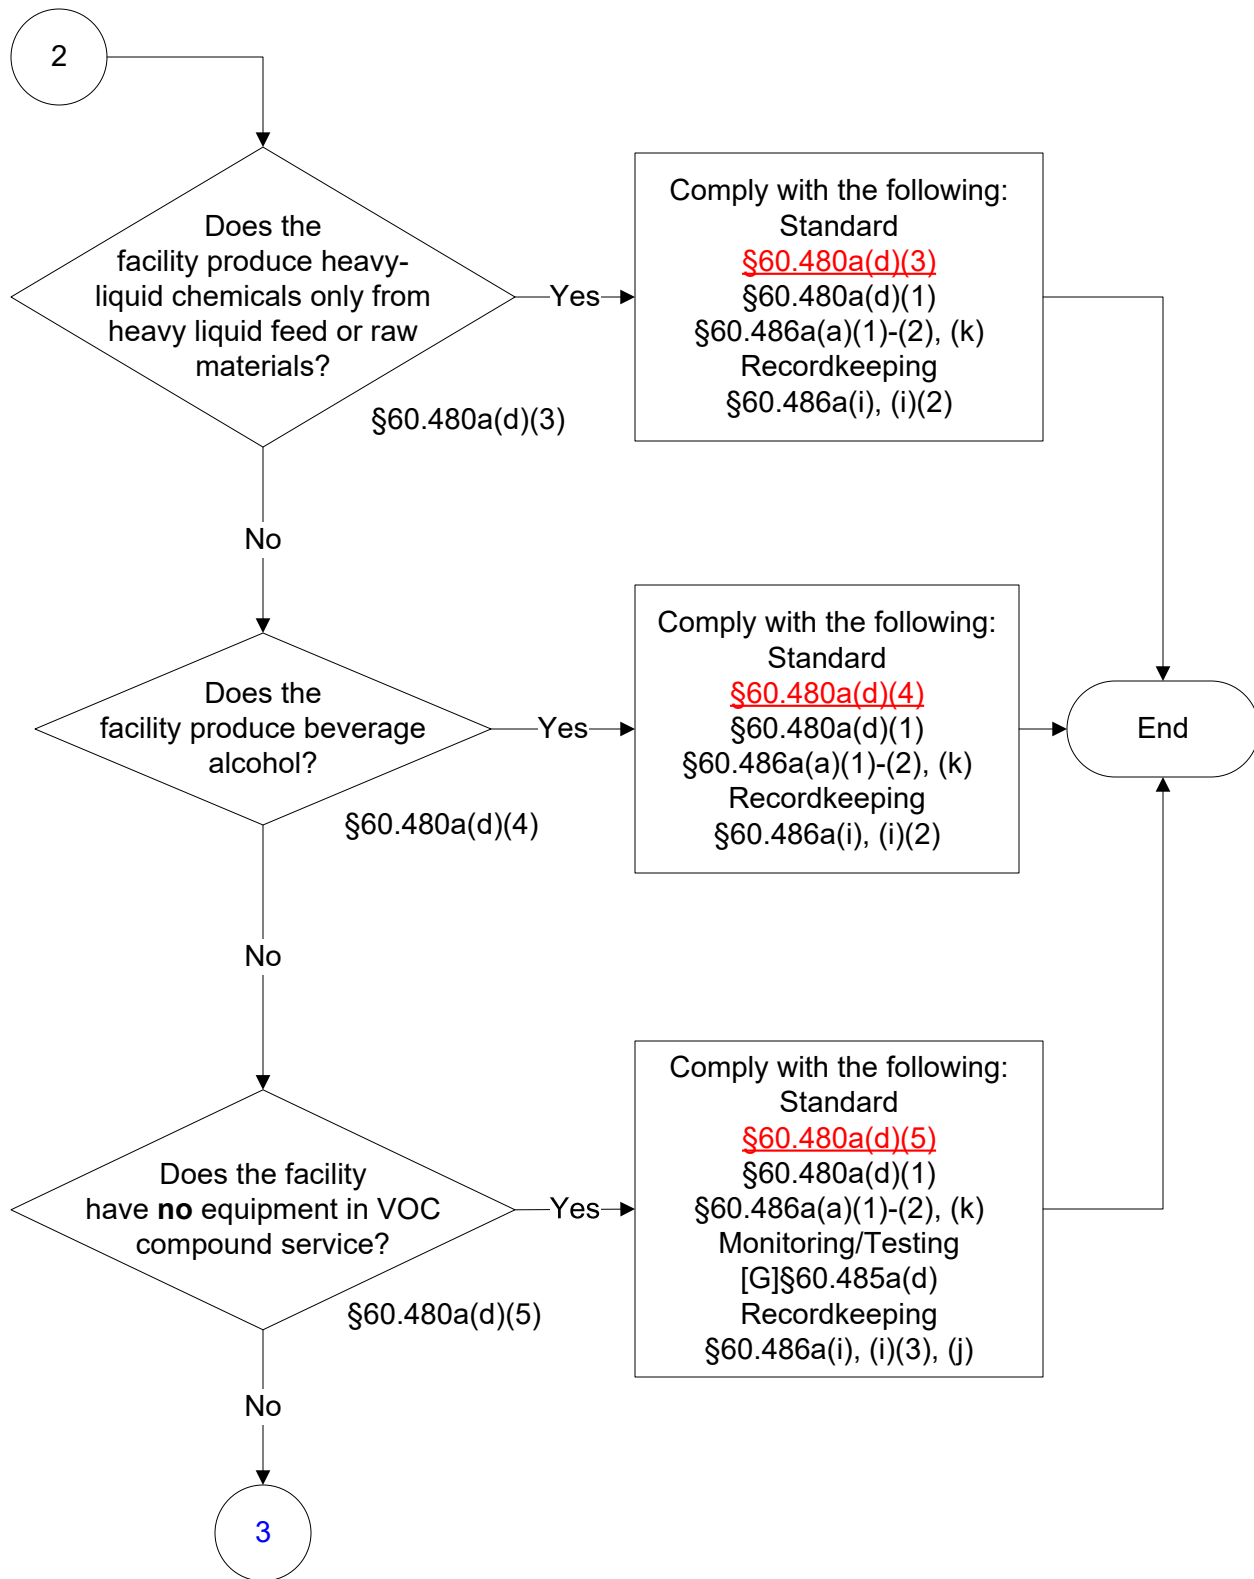 2
Does the
facility produce heavy-
liquid chemicals only from
heavy liquid feed or raw
materials?
§60.480a(d)(3)
Yes
Comply with the following:
Standard
§60.480a(d)(3)
§60.480a(d)(1)
§60.486a(a)(1)-(2), (k)
Recordkeeping
§60.486a(i), (i)(2)
No
Does the
facility produce beverage
alcohol?
§60.480a(d)(4)
Yes
Comply with the following:
Standard
§60.480a(d)(4)
§60.480a(d)(1)
§60.486a(a)(1)-(2), (k)
Recordkeeping
§60.486a(i), (i)(2)
End
No
Does the facility
have no equipment in VOC
compound service?
§60.480a(d)(5)
Yes
Comply with the following:
Standard
§60.480a(d)(5)
§60.480a(d)(1)
§60.486a(a)(1)-(2), (k)
Monitoring/Testing
[G]§60.485a(d)
Recordkeeping
§60.486a(i), (i)(3), (j)
No
3